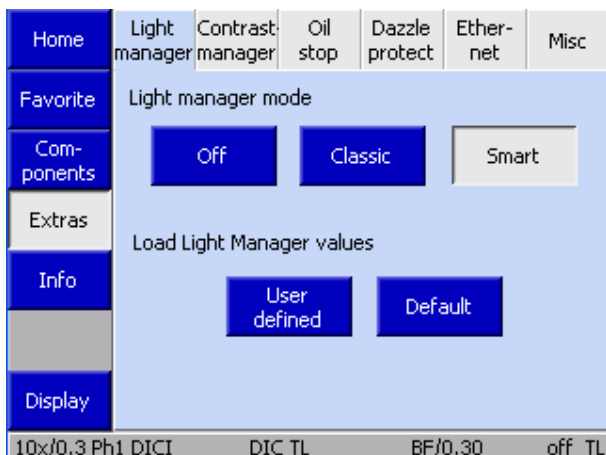 Home
Light manager
Contrast- manager
Oil stop
Dazzle protect
Ether- net
Misc
Favorite
Com- ponents
Extras
Info
Display
Light manager mode
Off
Classic
Smart
Load Light Manager values
User defined
Default
10x/0.3 Ph1 DICI
DIC TL
BF/0.30
off TL